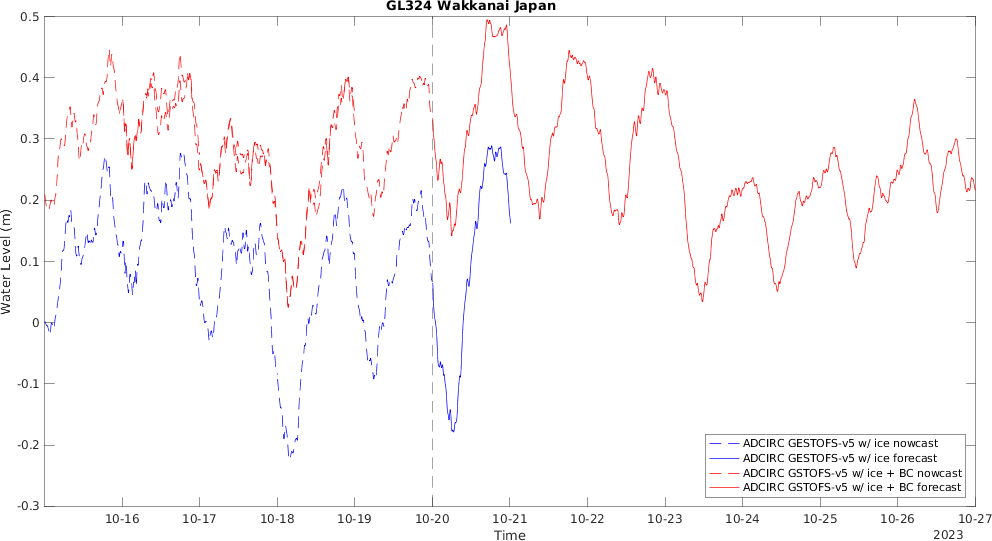 GL324 Wakkanai Japan
0.5
0.4
0.3
0.2
0.1
0
-0.1
-0.2
-0.3
Water Level (m)
ADCIRC GESTOFS-v5 w/ ice nowcast
ADCIRC GESTOFS-v5 w/ ice forecast
ADCIRC GSTOFS-v5 w/ ice + BC nowcast
ADCIRC GSTOFS-v5 w/ ice + BC forecast
10-16 10-17 10-18 10-19 10-20 10-21 10-22 10-23 10-24 10-25 10-26 10-27
Time
2023